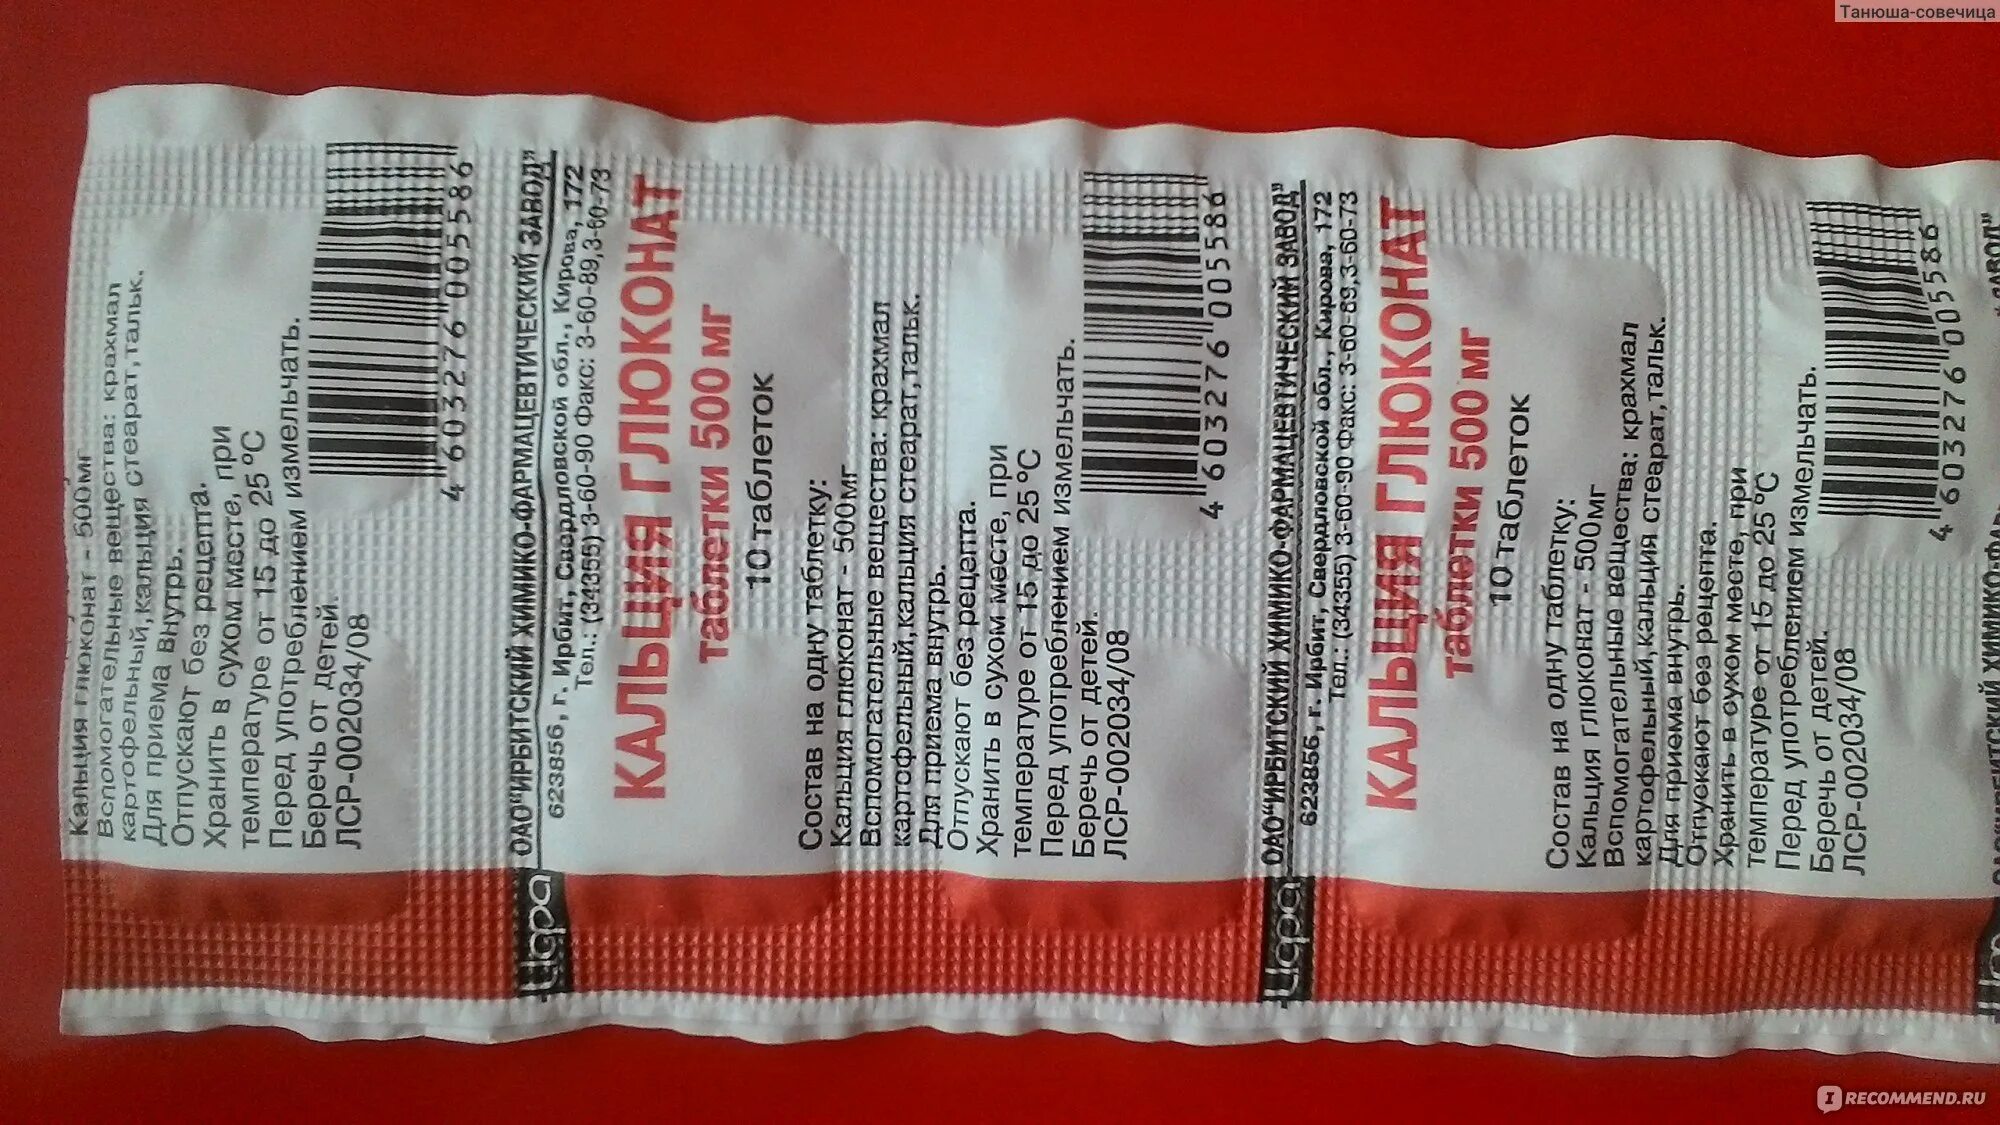 Танюша-совечица
Кальция глюконат - 500мг
Вспомогательные вещества: крахмал
картофельный,кальция стеарат,тальк.
Для приема внутрь.
Отпускают без рецепта.
Хранить в сухом месте, при
температуре от 15 до 25 °С
Перед употреблением измельчать.
Беречь от детей.
ЛСР-002034/08
4 603276 005586
Ирра
ОАО"ИРБИТСКИЙ ХИМИКО-ФАРМАЦЕВТИЧЕСКИЙ ЗАВОД"
623856, г. Ирбит, Свердловской обл., Кирова, 172
Тел.: (34355) 3-60-90 Факс: 3-60-89,3-60-73
КАЛЬЦИЯ ГЛЮКОНАТ
таблетки 500 мг
10 таблеток
Состав на одну таблетку:
Кальция глюконат - 500мг
Вспомогательные вещества: крахмал
картофельный,кальция стеарат,тальк.
Для приема внутрь.
Отпускают без рецепта.
Хранить в сухом месте, при
температуре от 15 до 25 °С
Перед употреблением измельчать.
Беречь от детей.
ЛСР-002034/08
4 603276 005586
Ирра
ОАО"ИРБИТСКИЙ ХИМИКО-ФАРМАЦЕВТИЧЕСКИЙ ЗАВОД"
623856, г. Ирбит, Свердловской обл., Кирова, 172
Тел.: (34355) 3-60-90 Факс: 3-60-89,3-60-73
КАЛЬЦИЯ ГЛЮКОНАТ
таблетки 500 мг
10 таблеток
Состав на одну таблетку:
Кальция глюконат - 500мг
Вспомогательные вещества: крахмал
картофельный,кальция стеарат,тальк.
Для приема внутрь.
Отпускают без рецепта.
Хранить в сухом месте, при
температуре от 15 до 25 °С
Перед употреблением измельчать.
Беречь от детей.
ЛСР-002034/08
4 603276 005586
IRECOMMEND.RU